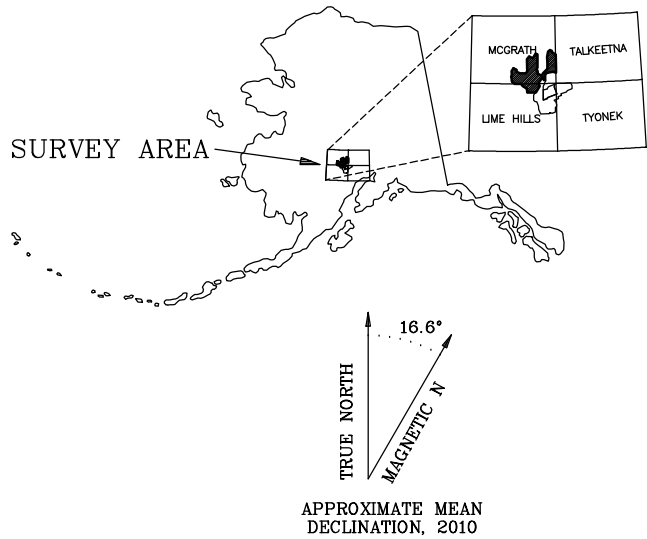 MCGRATH
TALKEETNA
LIME HILLS
TYONEK
SURVEY AREA
16.6°
TRUE NORTH
MAGNETIC N
APPROXIMATE MEAN
DECLINATION, 2010